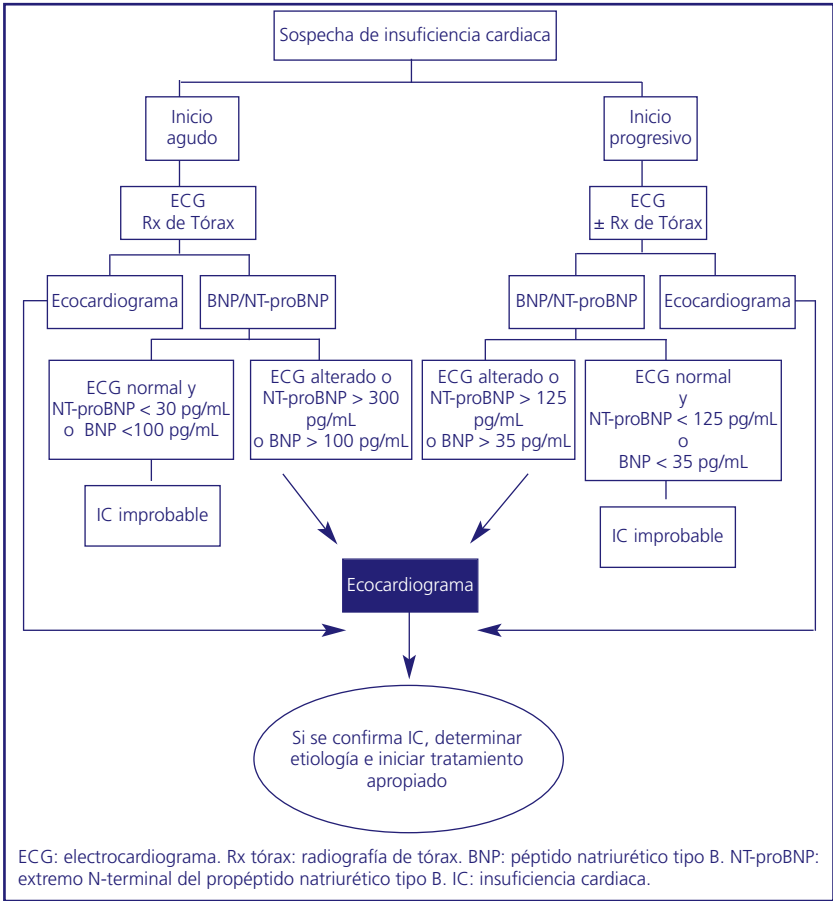 Sospecha de insuficiencia cardiaca
Inicio
agudo
Inicio
progresivo
ECG
Rx de Tórax
ECG
± Rx de Tórax
Ecocardiograma
BNP/NT-proBNP
BNP/NT-proBNP
Ecocardiograma
ECG normal y
NT-proBNP < 30 pg/mL
o BNP <100 pg/mL
ECG alterado o
NT-proBNP > 300
pg/mL
o BNP > 100 pg/mL
ECG alterado o
NT-proBNP > 125
pg/mL
o BNP > 35 pg/mL
ECG normal
y
NT-proBNP < 125 pg/mL
o
BNP < 35 pg/mL
IC improbable
IC improbable
Ecocardiograma
Si se confirma IC, determinar
etiología e iniciar tratamiento
apropiado
ECG: electrocardiograma. Rx tórax: radiografía de tórax. BNP: péptido natriurético tipo B. NT-proBNP:
extremo N-terminal del propéptido natriurético tipo B. IC: insuficiencia cardiaca.